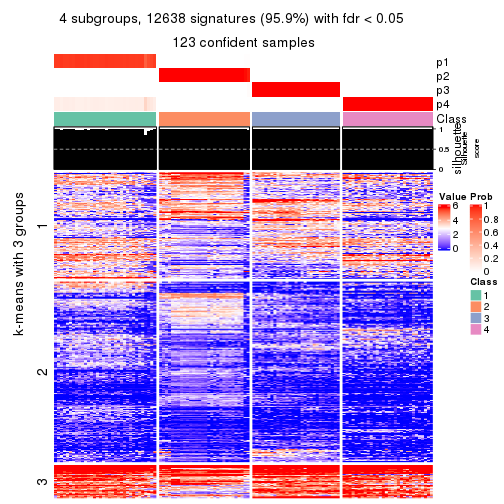 4 subgroups, 12638 signatures (95.9%) with fdr < 0.05
123 confident samples
p1
p2
p3
p4
Class
1
0.5
0
silhouette
Silhouette
score
k-means with 3 groups
1
2
3
Value
6
4
2
0
Prob
1
0.8
0.6
0.4
0.2
0
Class
1
2
3
4